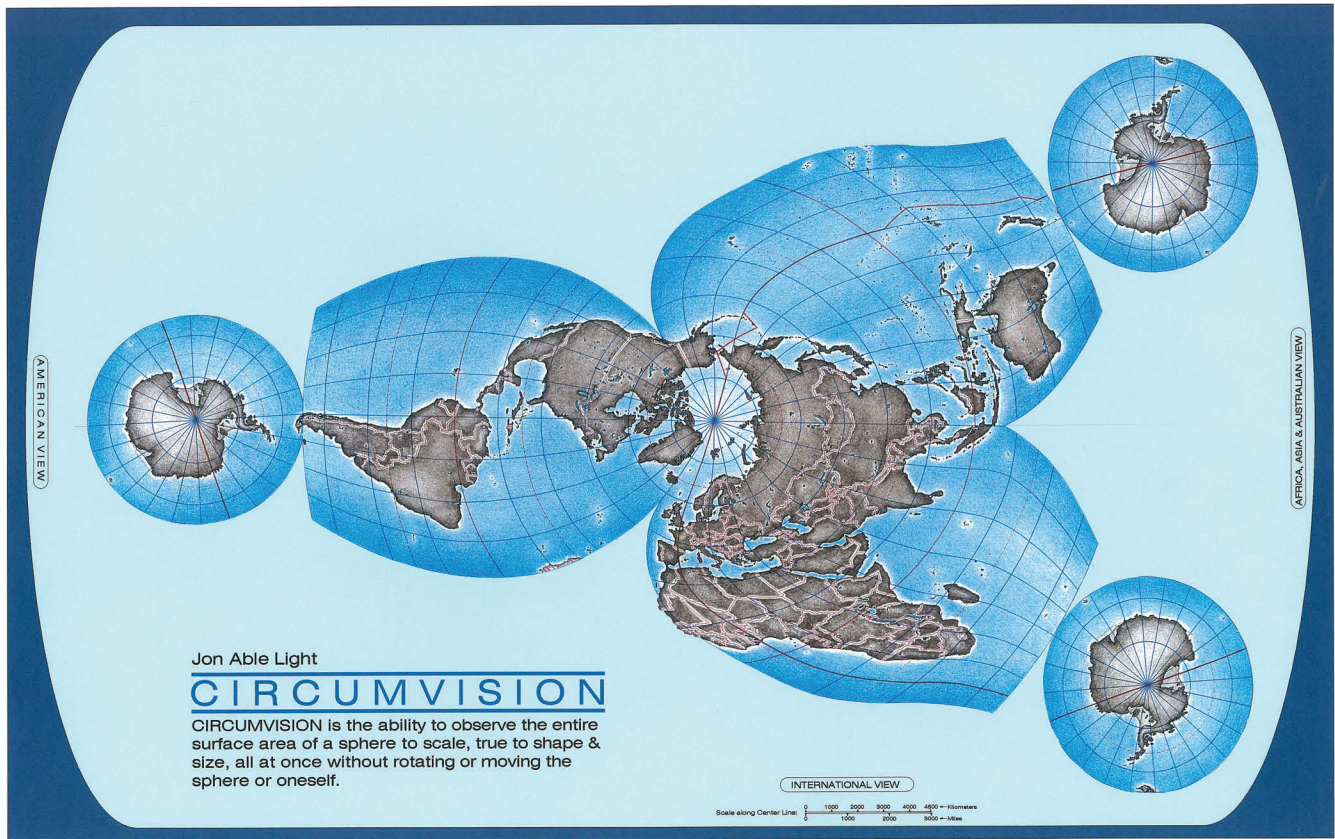 AMERICAN VIEW
AFRICA, ASIA & AUSTRALIAN VIEW
Jon Able Light
CIRCUMVISION
CIRCUMVISION is the ability to observe the entire
surface area of a sphere to scale, true to shape &
size, all at once without rotating or moving the
sphere or oneself.
INTERNATIONAL VIEW
Scale along Center Line:
0 1000 2000 3000 4000 4800 Kilometers
0 1000 2000 3000 Miles